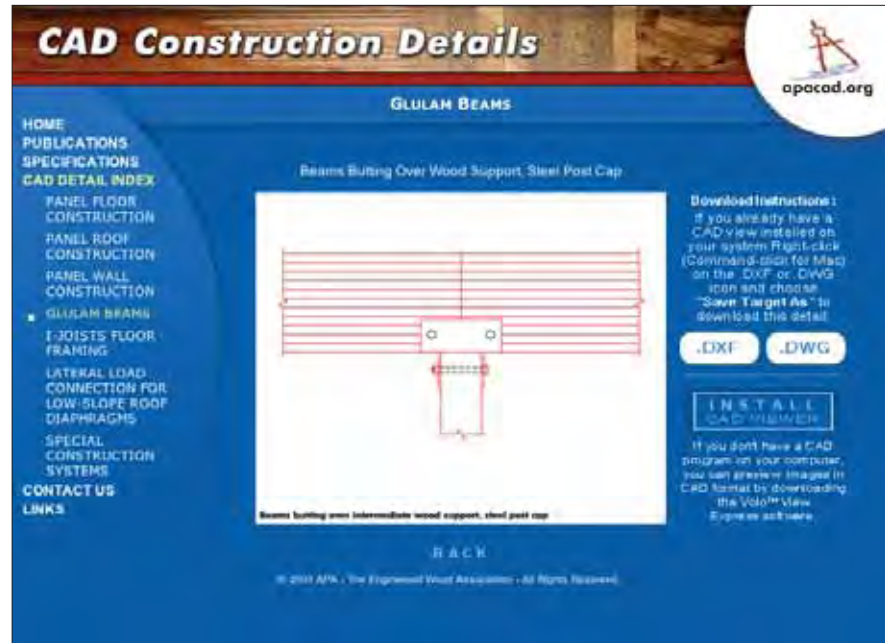 CAD Construction Details
apacad.org
GLULAM BEAMS
HOME
PUBLICATIONS
SPECIFICATIONS
CAD DETAIL INDEX
PANEL FLOOR
CONSTRUCTION
PANEL ROOF
CONSTRUCTION
PANEL WALL
CONSTRUCTION
GLULAM BEAMS
I-JOISTS FLOOR
FRAMING
LATERAL LOAD
CONNECTION FOR
LOW-SLOPE ROOF
DIAPHRAGMS
SPECIAL
CONSTRUCTION
SYSTEMS
CONTACT US
LINKS
Beams Butting Over Wood Support, Steel Post Cap
Beams butting over intermediate wood support, steel post cap
Download Instructions:
If you already have a
CAD view installed on
your system Right-click
(Command-click for Mac)
on the .DXF or .DWG
icon and choose
"Save Target As" to
download this detail
.DXF .DWG
INSTALL
CAD VIEWER
If you don't have a CAD
program on your computer,
you can preview images in
CAD format by downloading
the Volo™ View
Express software.
BACK
© APA - The Engineered Wood Association - All Rights Reserved